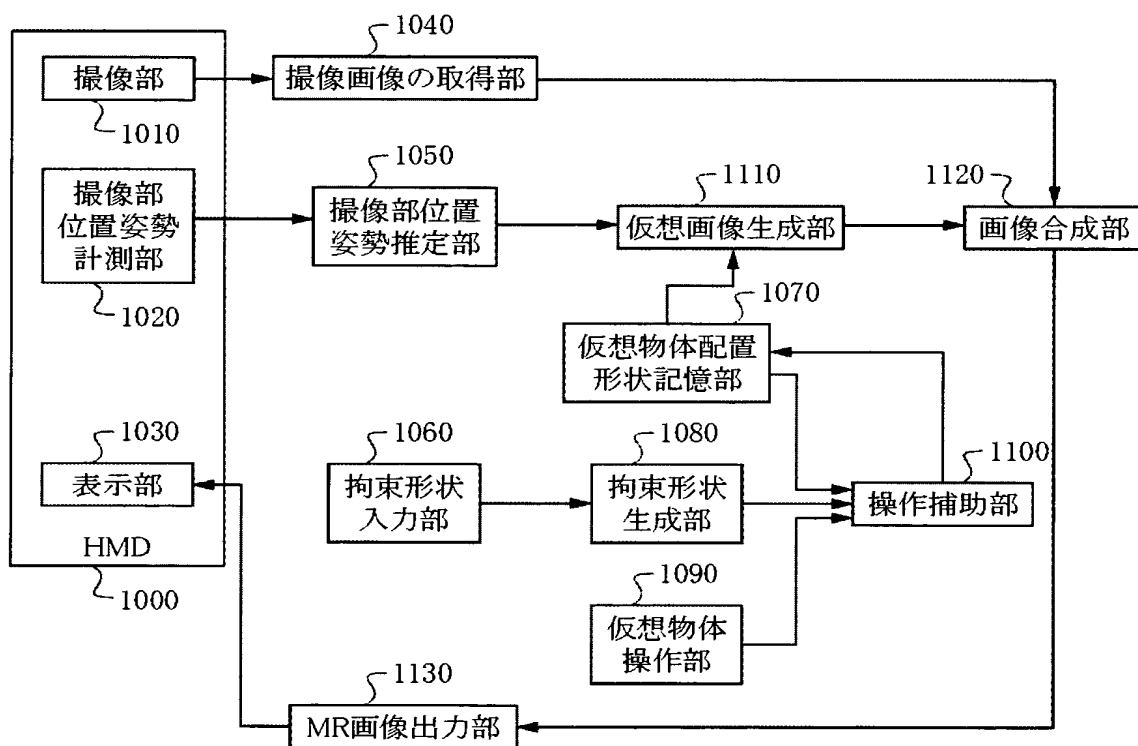 1040
撮像部
撮像画像の取得部
1010
1050
1110
1120
撮像部
位置姿勢
計測部
撮像部位置
姿勢推定部
仮想画像生成部
画像合成部
1020
1070
仮想物体配置
形状記憶部
1030
1060
1080
1100
表示部
拘束形状
入力部
拘束形状
生成部
操作補助部
HMD
1000
1090
仮想物体
操作部
1130
MR画像出力部